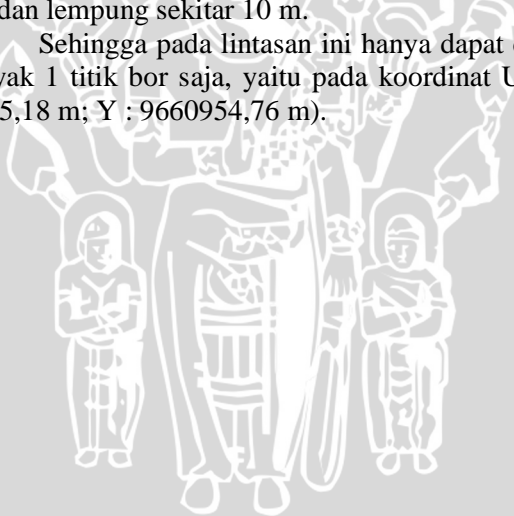 dan lempung sekitar 10 m.
Sehingga pada lintasan ini hanya dapat
yak 1 titik bor saja, yaitu pada koordinat U
5,18 m; Y : 9660954,76 m).